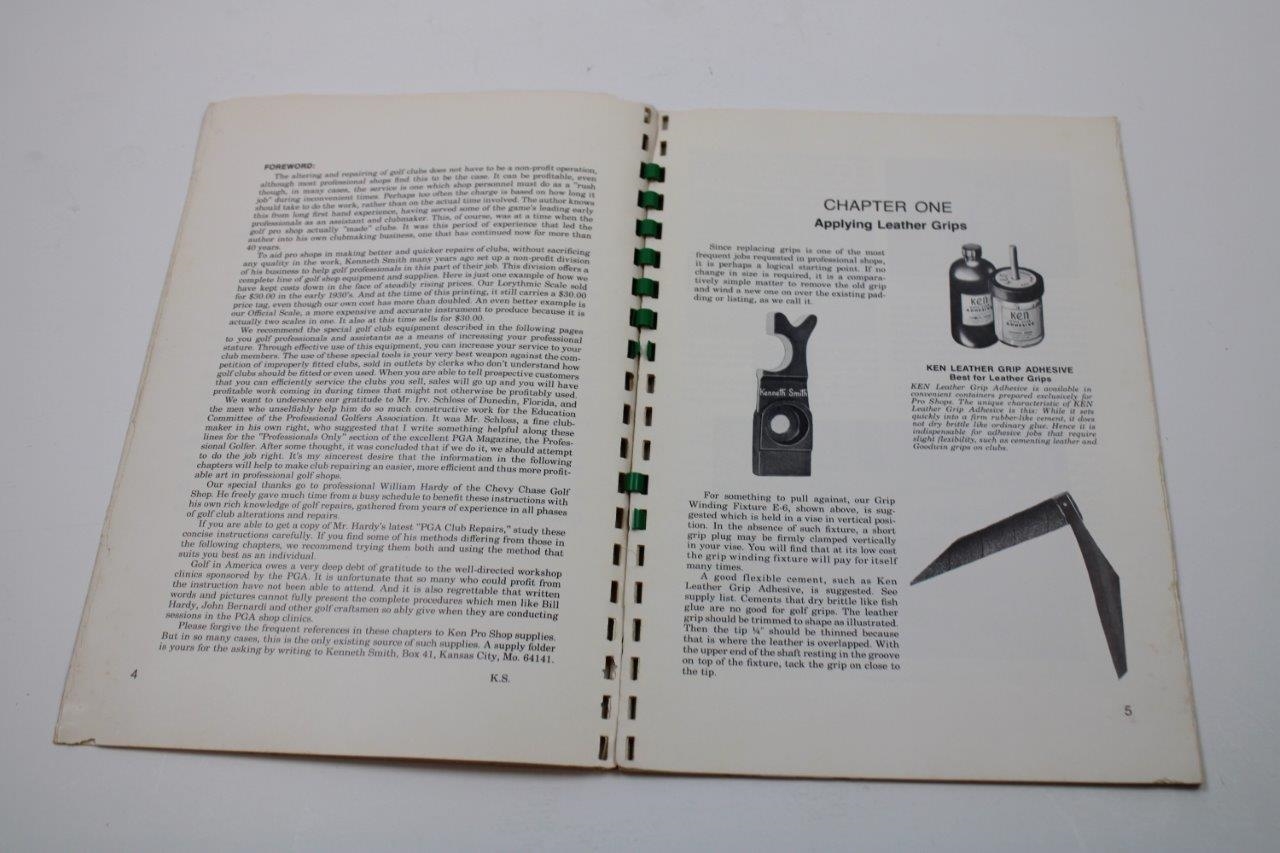 FOREWORD:
The altering and repairing of golf clubs does not have to be a non-profit operation,
although most professional shops find this to be the case. It can be profitable, even
though, in many cases, the service is one which shop personnel must do as a "rush
job" during inconvenient times. Perhaps too often the charge is based on how long it
should take to do the work, rather than on the actual time involved. The author knows
this from long first hand experience, having served some of the game's leading early
professionals as an assistant and clubmaker. This, of course, was at a time when the
golf pro shop actually "made" clubs. It was this period of experience that led the
author into his own clubmaking business, one that has continued now for more than
40 years.
To aid pro shops in making better and quicker repairs of clubs, without sacrificing
any quality in the work, Kenneth Smith many years ago set up a non-profit division
of his business to help golf professionals in this part of their job. This division offers a
complete line of golf shop equipment and supplies. Here is just one example of how we
have kept costs down in the face of steadily rising prices. Our Lorythmic Scale sold
for $30.00 in the early 1930's. And at the time of this printing, it still carries a $30.00
price tag, even though our own cost has more than doubled. An even better example is
our Official Scale, a more expensive and accurate instrument to produce because it is
actually two scales in one. It also at this time sells for $30.00.
We recommend the special golf club equipment described in the following pages
to you golf professionals and assistants as a means of increasing your professional
stature. Through effective use of this equipment, you can increase your service to your
club members. The use of these special tools is your very best weapon against the com-
petition of improperly fitted clubs, sold in outlets by clerks who don't understand how
golf clubs should be fitted or even used. When you are able to tell prospective customers
that you can efficiently service the clubs you sell, sales will go up and you will have
profitable work coming in during times that might not otherwise be profitably used.
We want to underscore our gratitude to Mr. Irv. Schloss of Dunedin, Florida, and
the men who unselfishly help him do so much constructive work for the Education
Committee of the Professional Golfers Association. It was Mr. Schloss, a fine club-
maker in his own right, who suggested that I write something helpful along these
lines for the "Professionals Only" section of the excellent PGA Magazine, the Profes-
sional Golfer. After some thought, it was concluded that if we do it, we should attempt
to do the job right. It's my sincerest desire that the information in the following
chapters will help to make club repairing an easier, more efficient and thus more profit-
able art in professional golf shops.
Our special thanks go to professional William Hardy of the Chevy Chase Golf
Shop. He freely gave much time from a busy schedule to benefit these instructions with
his own rich knowledge of golf repairs, gathered from years of experience in all phases
of golf club alterations and repairs.
If you are able to get a copy of Mr. Hardy's latest "PGA Club Repairs," study these
concise instructions carefully. If you find some of his methods differing from those in
the following chapters, we recommend trying them both and using the method that
suits you best as an individual.
Golf in America owes a very deep debt of gratitude to the well-directed workshop
clinics sponsored by the PGA. It is unfortunate that so many who could profit from
the instruction have not been able to attend. And it is also regrettable that written
words and pictures cannot fully present the complete procedures which men like Bill
Hardy, John Bernardi and other golf craftsmen so ably give when they are conducting
sessions in the PGA shop clinics.
Please forgive the frequent references in these chapters to Ken Pro Shop supplies.
But in so many cases, this is the only existing source of such supplies. A supply folder
is yours for the asking by writing to Kenneth Smith, Box 41, Kansas City, Mo. 64141.
4
K.S.
CHAPTER ONE
Applying Leather Grips
Since replacing grips is one of the most
frequent jobs requested in professional shops,
it is perhaps a logical starting point. If no
change in size is required, it is a compara-
tively simple matter to remove the old grip
and wind a new one on over the existing pad-
ding or listing, as we call it.
Kenneth Smith
Ken
ADHESIVE
Ken
ADHESIVE
KEN LEATHER GRIP ADHESIVE
Best for Leather Grips
KEN Leather Grip Adhesive is available in
convenient containers prepared exclusively for
Pro Shops. The unique characteristic of KEN
Leather Grip Adhesive is this: While it sets
quickly into a firm rubber-like cement, it does
not dry brittle like ordinary glue. Hence it is
indispensable for adhesive jobs that require
slight flexibility, such as cementing leather and
Goodwin grips on clubs.
For something to pull against, our Grip
Winding Fixture E-6, shown above, is sug-
gested which is held in a vise in vertical posi-
tion. In the absence of such fixture, a short
grip plug may be firmly clamped vertically
in your vise. You will find that at its low cost
the grip winding fixture will pay for itself
many times.
A good flexible cement, such as Ken
Leather Grip Adhesive, is suggested. See
supply list. Cements that dry brittle like fish
glue are no good for golf grips. The leather
grip should be trimmed to shape as illustrated.
Then the tip ¼" should be thinned because
that is where the leather is overlapped. With
the upper end of the shaft resting in the groove
on top of the fixture, tack the grip on close to
the tip.
5